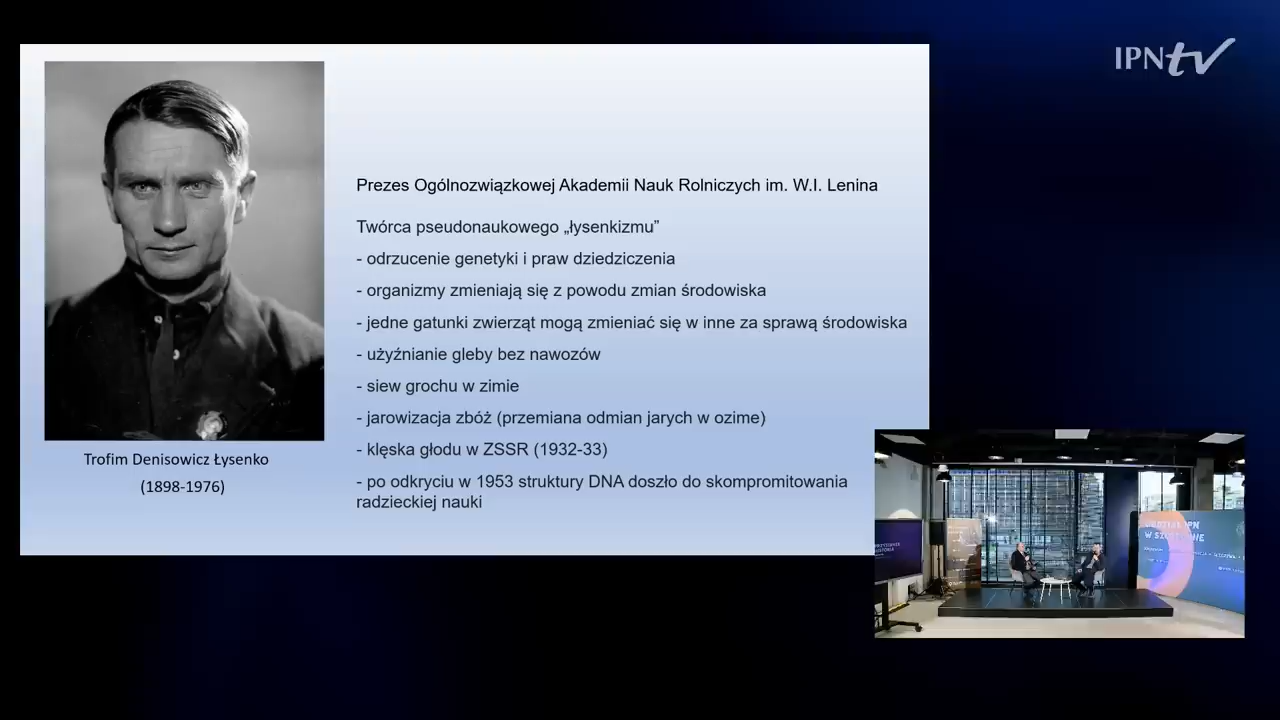 IPNtv
Prezes Ogólnozwiązkowej Akademii Nauk Rolniczych im. W.I. Lenina
Twórca pseudonaukowego „łysenkizmu”
- odrzucenie genetyki i praw dziedziczenia
- organizmy zmieniają się z powodu zmian środowiska
- jedne gatunki zwierząt mogą zmieniać się w inne za sprawą środowiska
- użyźnianie gleby bez nawozów
- siew grochu w zimie
- jarowizacja zbóż (przemiana odmian jarych w ozime)
- klęska głodu w ZSSR (1932-33)
- po odkryciu w 1953 struktury DNA doszło do skompromitowania
radzieckiej nauki
Trofim Denisowicz Łysenko
(1898-1976)